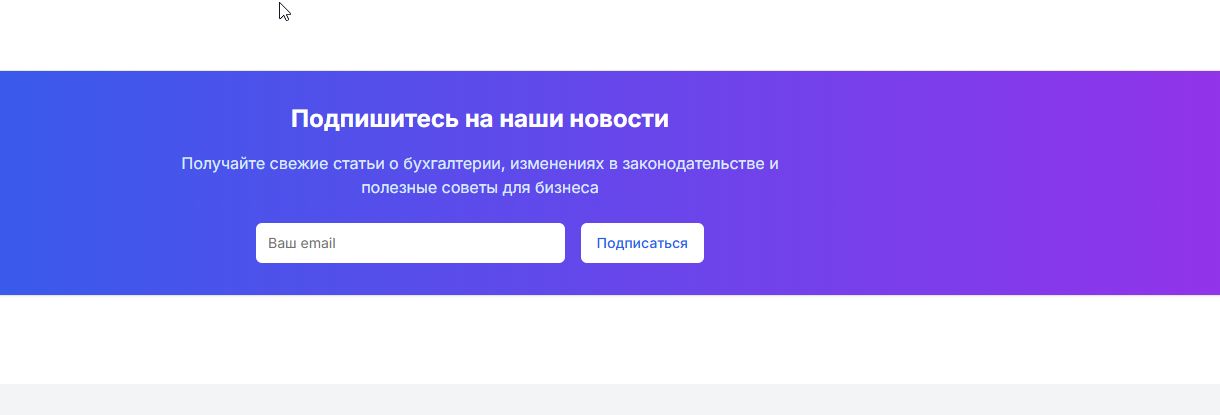 Подпишитесь на наши новости
Получайте свежие статьи о бухгалтерии, изменениях в законодательстве и
полезные советы для бизнеса
Ваш email
Подписаться